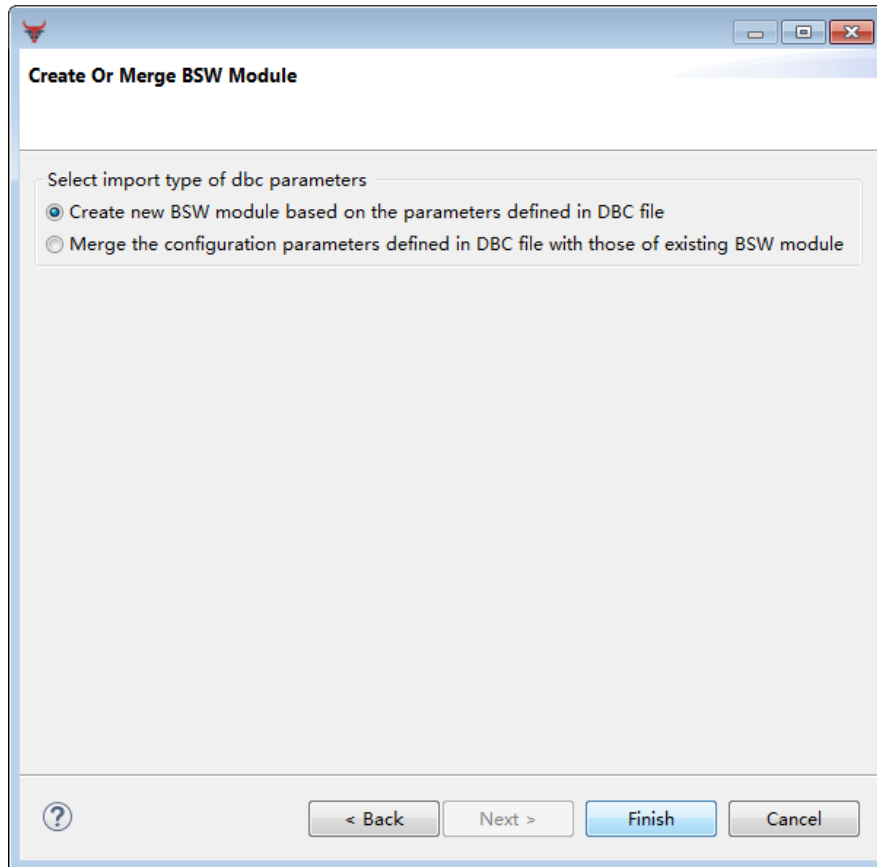 Create Or Merge BSW Module
Select import type of dbc parameters
Create new BSW module based on the parameters defined in DBC file
Merge the configuration parameters defined in DBC file with those of existing BSW module
?
< Back
Next >
Finish
Cancel